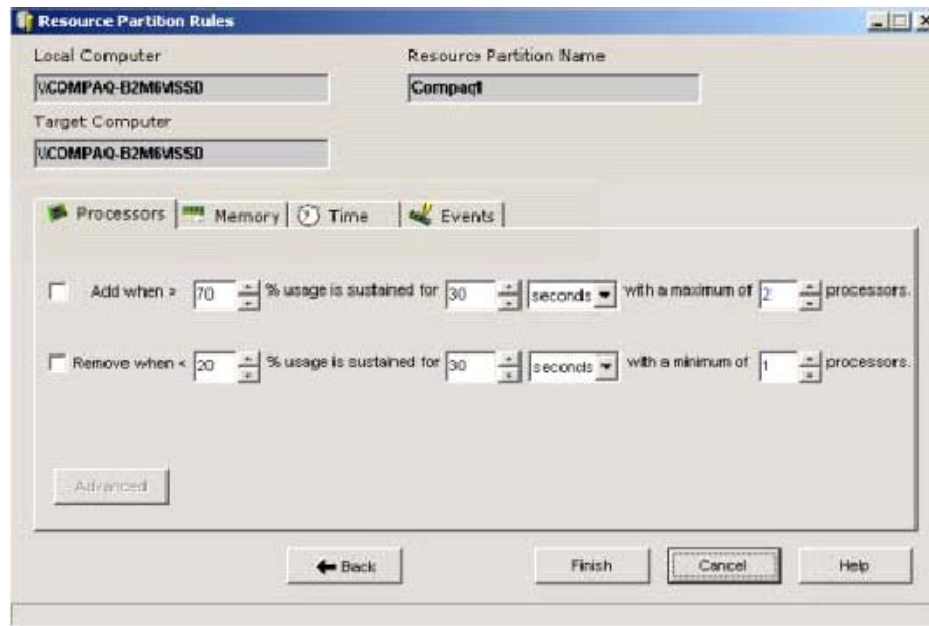 Resource Partition Rules
Local Computer
Resource Partition Name
\\COMPAQ-B2M6MSSD
Compaq1
Target Computer
\\COMPAQ-B2M6MSSD
Processors
Memory
Time
Events
Add when > 70 % usage is sustained for 30 seconds with a maximum of 2 processors.
Remove when < 20 % usage is sustained for 30 seconds with a minimum of 1 processors.
Advanced
Back
Finish
Cancel
Help